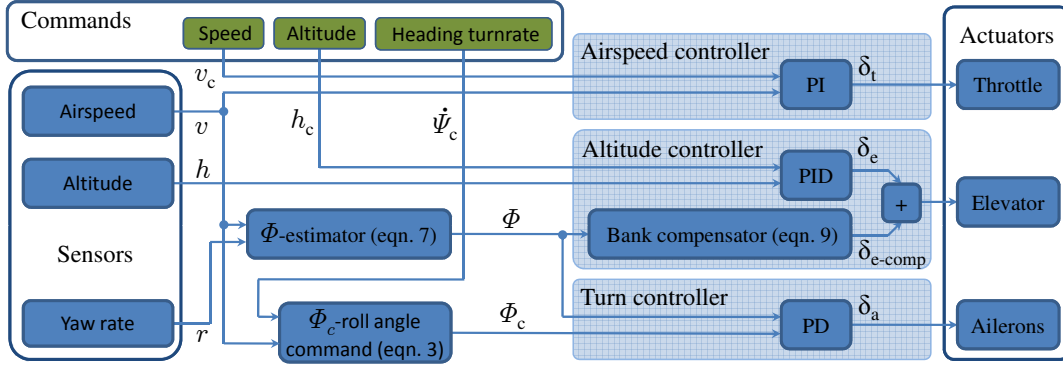 Commands
Speed
Altitude
Heading turnrate
Airspeed controller
Actuators
v_c
PI
δ_t
Throttle
Airspeed
v
h_c
Ψ̇_c
Altitude controller
δ_e
Altitude
h
PID
+
Elevator
Φ-estimator (eqn. 7)
Φ
Bank compensator (eqn. 9)
δ_e-comp
Sensors
Turn controller
Yaw rate
r
Φ_c-roll angle
command (eqn. 3)
Φ_c
PD
δ_a
Ailerons